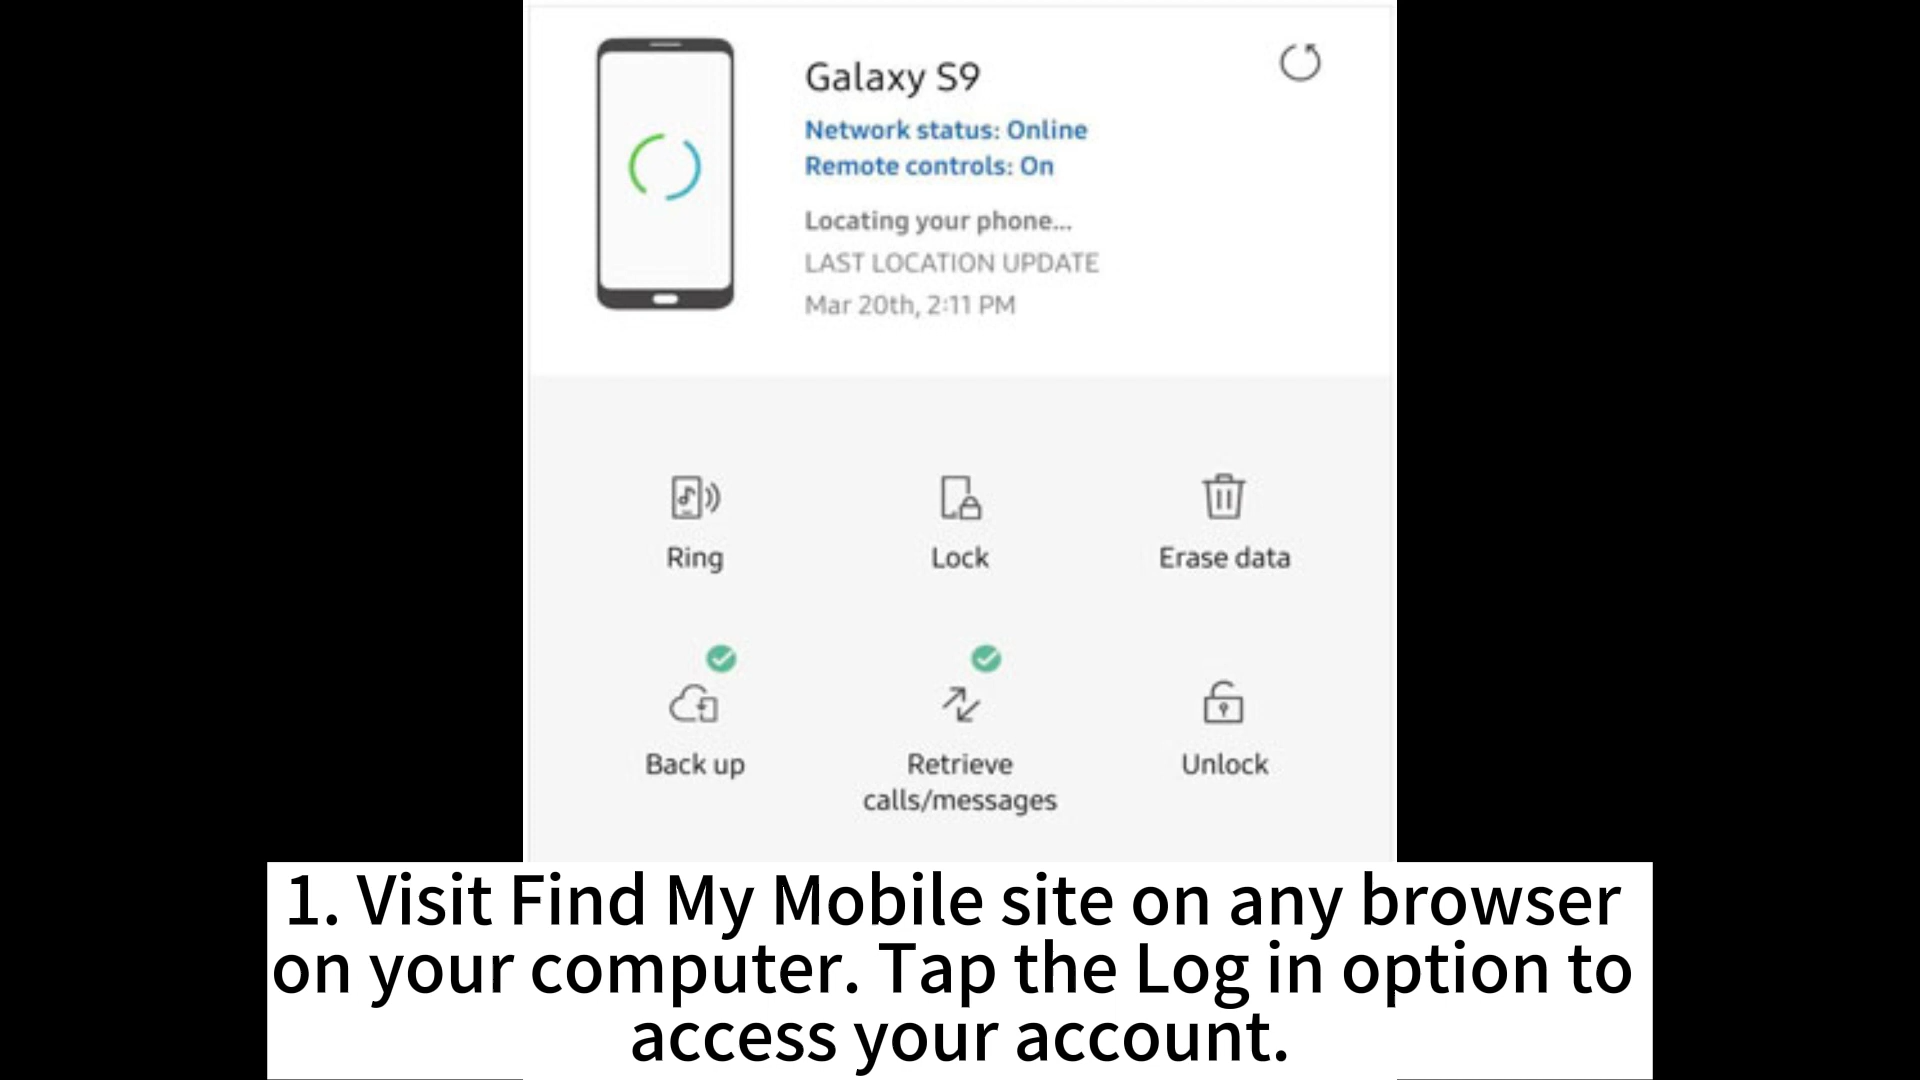 Galaxy S9
Network status: Online
Remote controls: On
Locating your phone...
LAST LOCATION UPDATE
Mar 20th, 2:11 PM
Ring
Lock
Erase data
Back up
Retrieve
calls/messages
Unlock
1. Visit Find My Mobile site on any browser
on your computer. Tap the Log in option to
access your account.